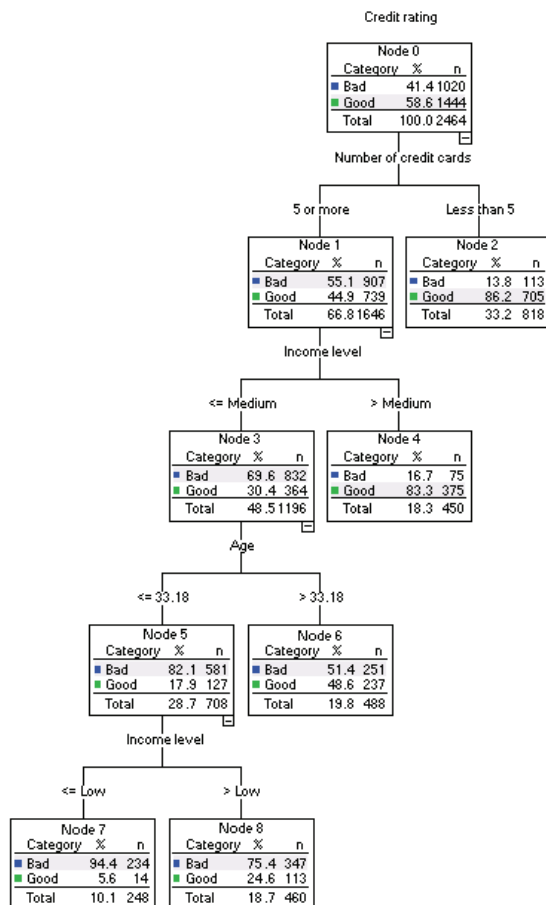 Credit rating
Node 0
Category % n
Bad 41.4 1020
Good 58.6 1444
Total 100.0 2464
Number of credit cards
5 or more
Less than 5
Node 1
Category % n
Bad 55.1 907
Good 44.9 739
Total 66.8 1646
Node 2
Category % n
Bad 13.8 113
Good 86.2 705
Total 33.2 818
Income level
<= Medium
> Medium
Node 3
Category % n
Bad 69.6 832
Good 30.4 364
Total 48.5 1196
Node 4
Category % n
Bad 16.7 75
Good 83.3 375
Total 18.3 450
Age
<= 33.18
> 33.18
Node 5
Category % n
Bad 82.1 581
Good 17.9 127
Total 28.7 708
Node 6
Category % n
Bad 51.4 251
Good 48.6 237
Total 19.8 488
Income level
<= Low
> Low
Node 7
Category % n
Bad 94.4 234
Good 5.6 14
Total 10.1 248
Node 8
Category % n
Bad 75.4 347
Good 24.6 113
Total 18.7 460